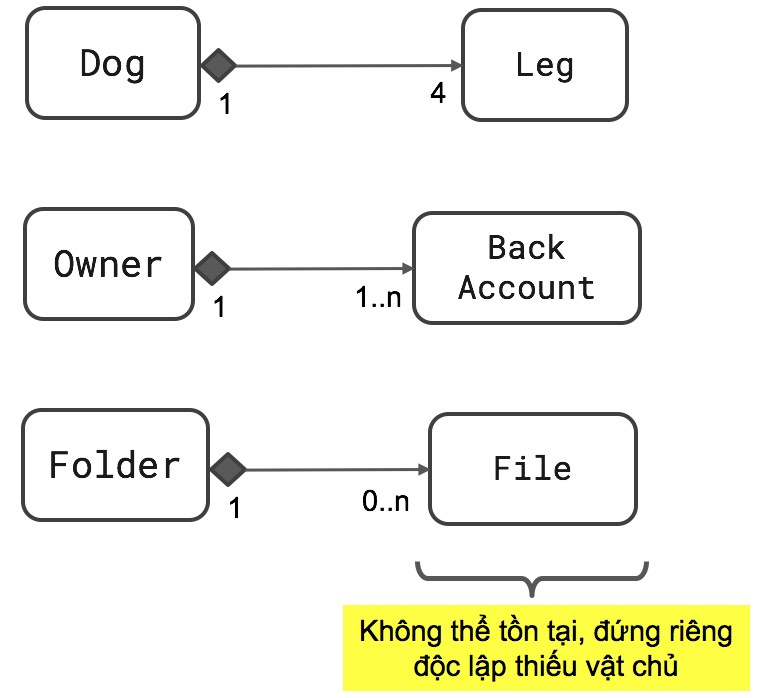 Dog
Leg
1
4
Owner
Back
Account
1
1..n
Folder
File
1
0..n
Không thể tồn tại, đứng riêng
độc lập thiếu vật chủ